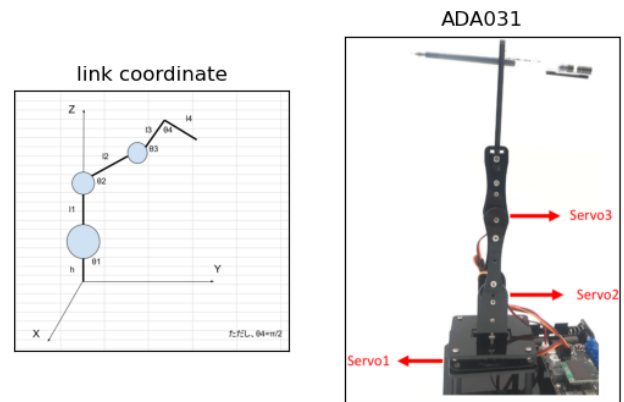 ADA031
link coordinate
Z
l4
l3
θ4
l2
θ3
θ2
l1
θ1
h
Y
X
ただし、θ4=π/2
Servo3
Servo2
Servo1